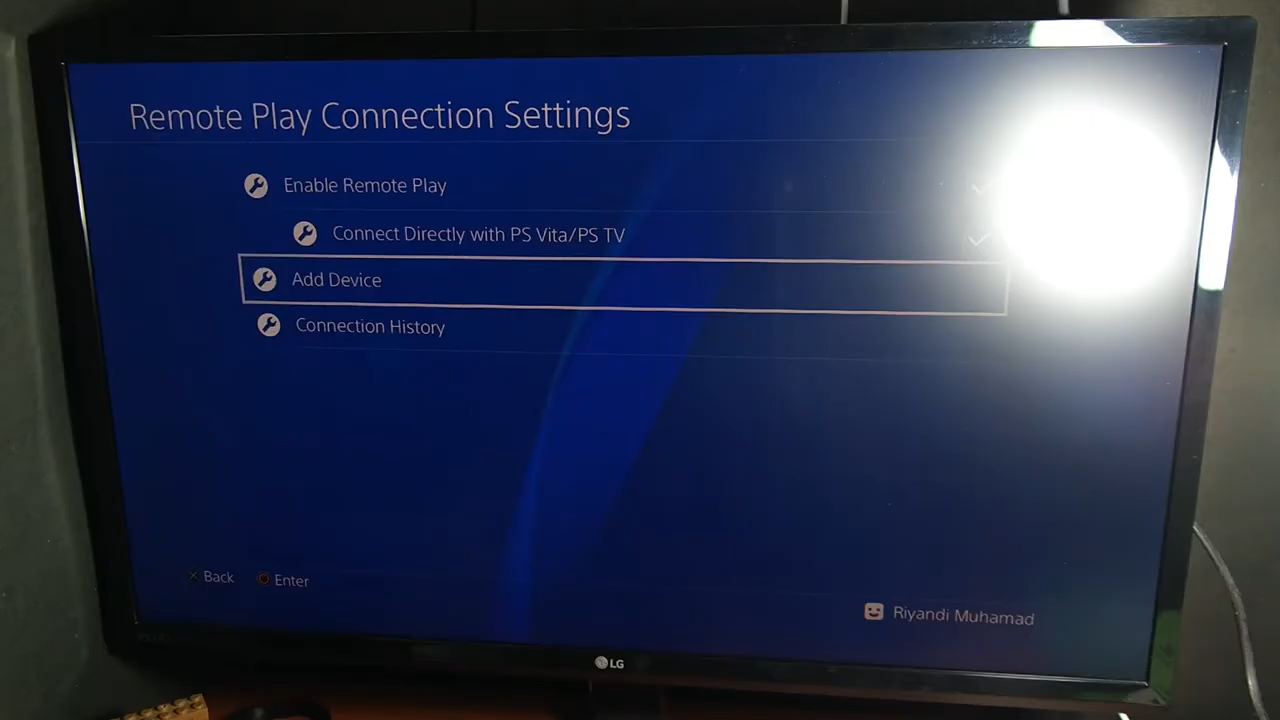 Remote Play Connection Settings
Enable Remote Play
Connect Directly with PS Vita/PS TV
Add Device
Connection History
Back
Enter
Riyandi Muhamad
LG